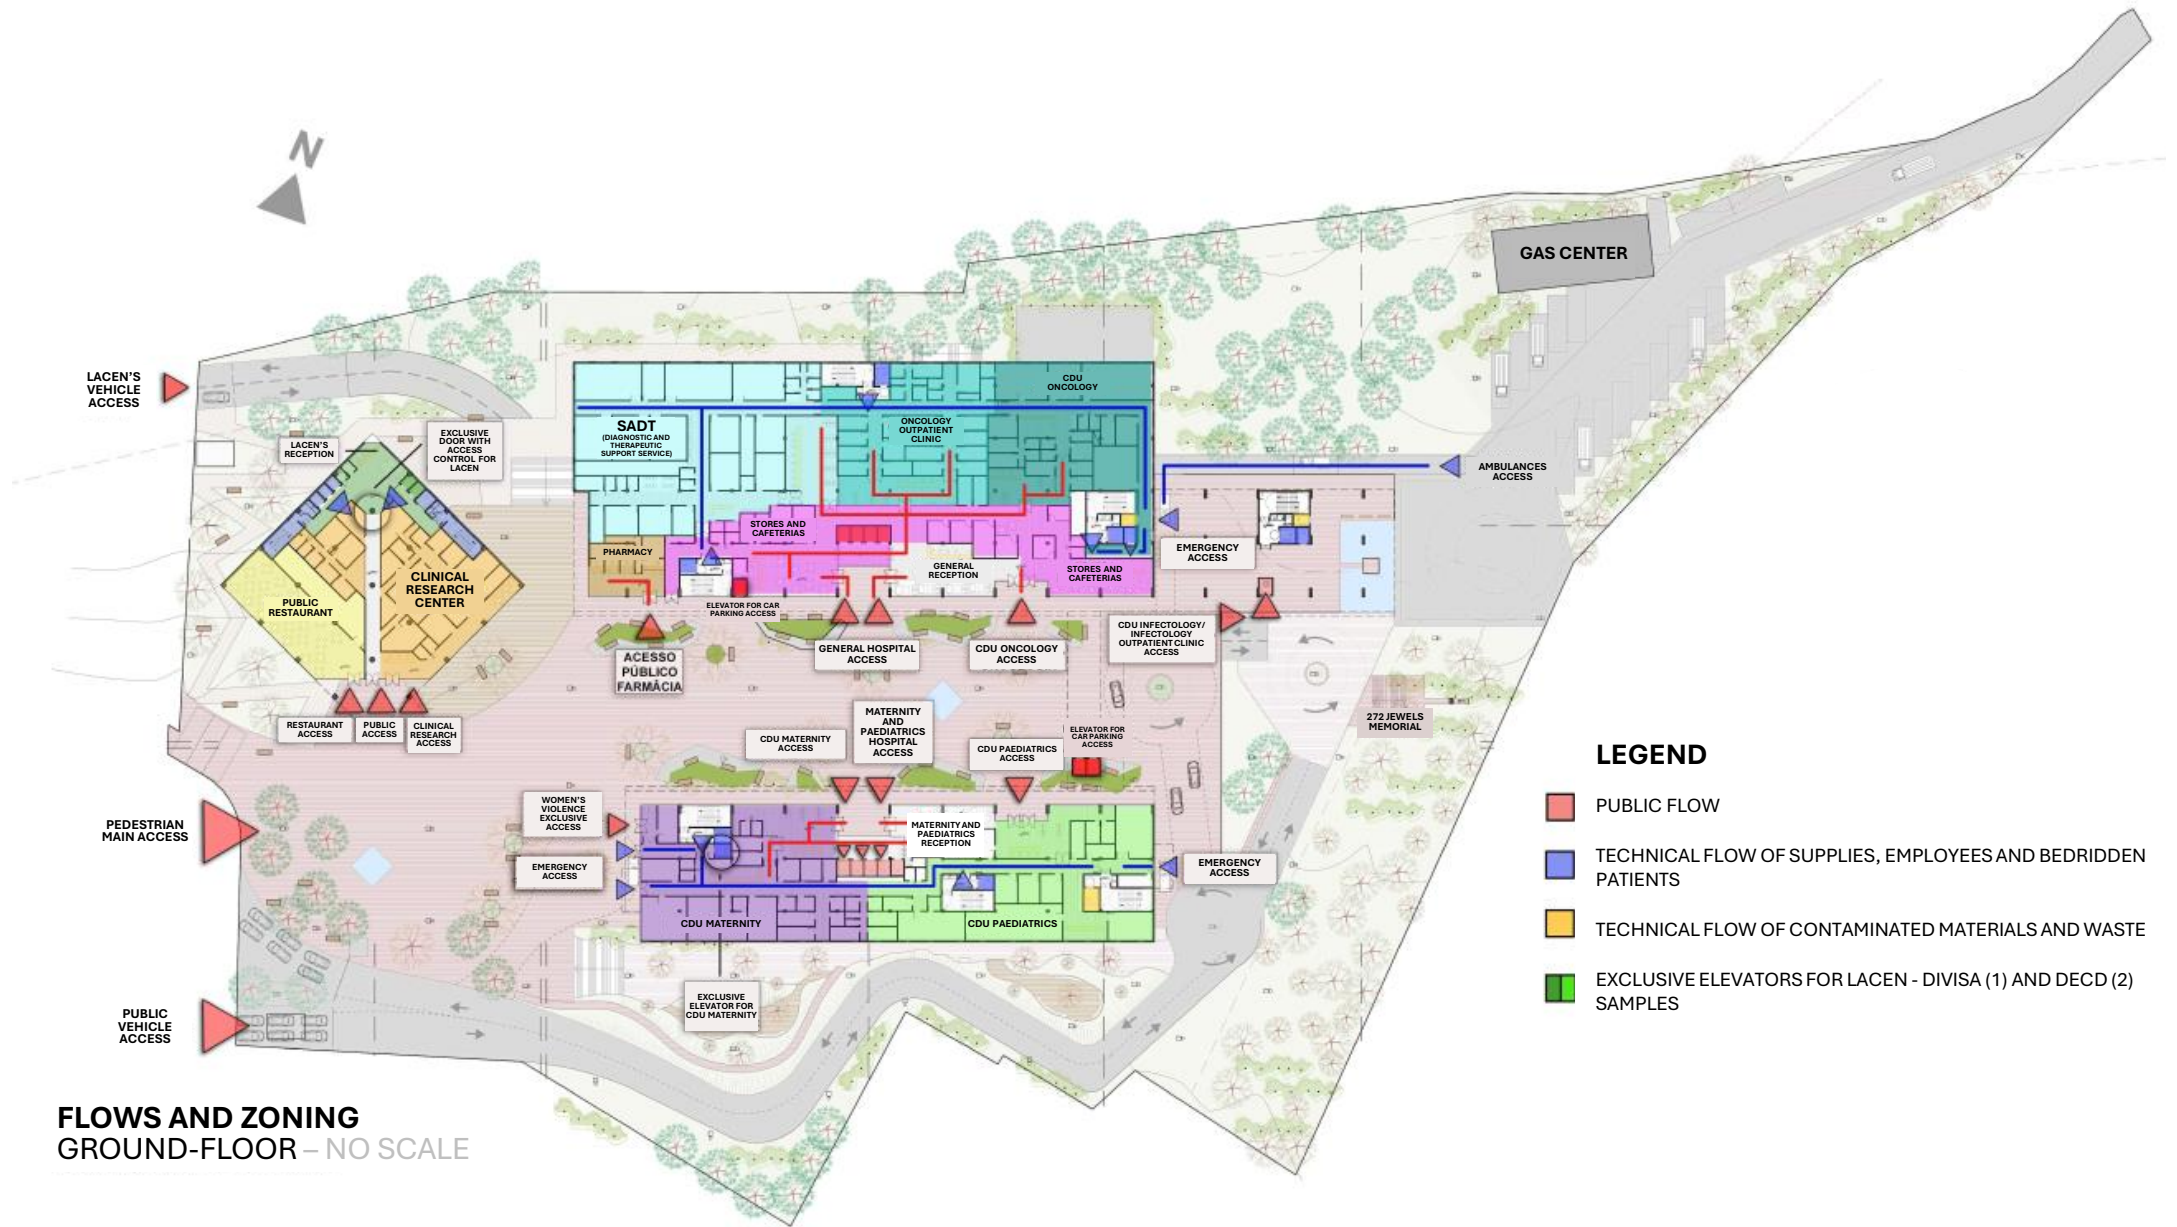 N
GAS CENTER
LACEN'S
VEHICLE
ACCESS
LACEN'S
RECEPTION
EXCLUSIVE
DOOR WITH
ACCESS
CONTROL FOR
LACEN
CLINICAL
RESEARCH
CENTER
PUBLIC
RESTAURANT
RESTAURANT
ACCESS
PUBLIC
ACCESS
CLINICAL
RESEARCH
ACCESS
SADT
(DIAGNOSTIC AND
THERAPEUTIC
SUPPORT SERVICE)
ONCOLOGY
OUTPATIENT
CLINIC
CDU
ONCOLOGY
STORES AND
CAFETERIAS
PHARMACY
GENERAL
RECEPTION
STORES AND
CAFETERIAS
AMBULANCES
ACCESS
EMERGENCY
ACCESS
ELEVATOR FOR CAR
PARKING ACCESS
ACESSO
PÚBLICO
FARMÁCIA
GENERAL HOSPITAL
ACCESS
CDU ONCOLOGY
ACCESS
CDU INFECTOLOGY/
INFECTOLOGY
OUTPATIENT CLINIC
ACCESS
272 JEWELS
MEMORIAL
CDU MATERNITY
ACCESS
MATERNITY
AND
PAEDIATRICS
HOSPITAL
ACCESS
CDU PAEDIATRICS
ACCESS
ELEVATOR FOR
CAR PARKING
ACCESS
PEDESTRIAN
MAIN ACCESS
WOMEN'S
VIOLENCE
EXCLUSIVE
ACCESS
EMERGENCY
ACCESS
MATERNITY AND
PAEDIATRICS
RECEPTION
EMERGENCY
ACCESS
CDU MATERNITY
CDU PAEDIATRICS
EXCLUSIVE
ELEVATOR FOR
CDU MATERNITY
PUBLIC
VEHICLE
ACCESS
LEGEND
PUBLIC FLOW
TECHNICAL FLOW OF SUPPLIES, EMPLOYEES AND BEDRIDDEN
PATIENTS
TECHNICAL FLOW OF CONTAMINATED MATERIALS AND WASTE
EXCLUSIVE ELEVATORS FOR LACEN - DIVISA (1) AND DECD (2)
SAMPLES
FLOWS AND ZONING
GROUND-FLOOR – NO SCALE